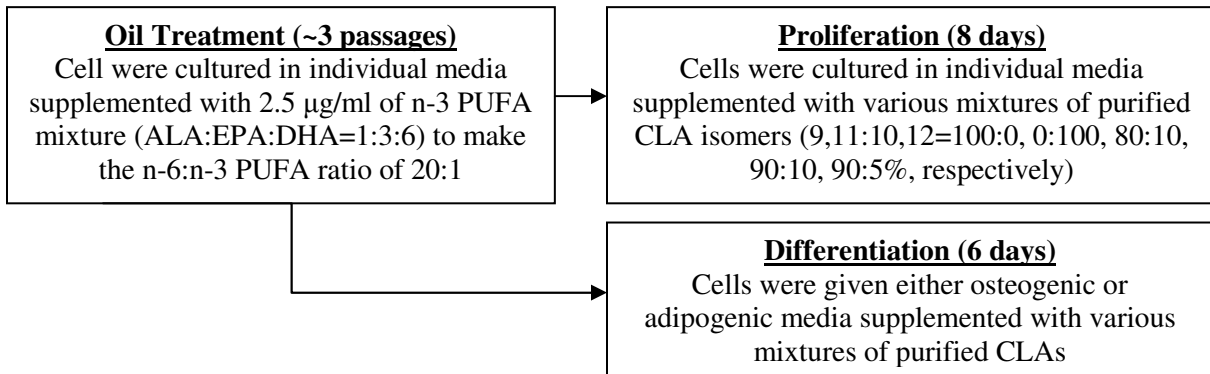 Oil Treatment (~3 passages)
Cell were cultured in individual media
supplemented with 2.5 μg/ml of n-3 PUFA
mixture (ALA:EPA:DHA=1:3:6) to make
the n-6:n-3 PUFA ratio of 20:1
Proliferation (8 days)
Cells were cultured in individual media
supplemented with various mixtures of purified
CLA isomers (9,11:10,12=100:0, 0:100, 80:10,
90:10, 90:5%, respectively)
Differentiation (6 days)
Cells were given either osteogenic or
adipogenic media supplemented with various
mixtures of purified CLAs